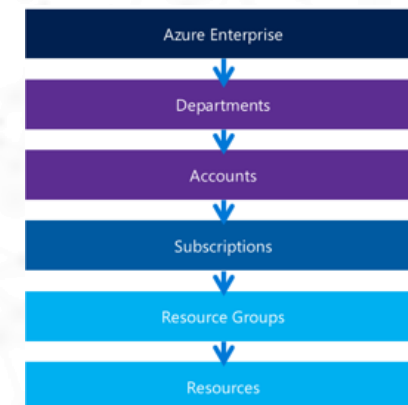 Azure Enterprise
Departments
Accounts
Subscriptions
Resource Groups
Resources